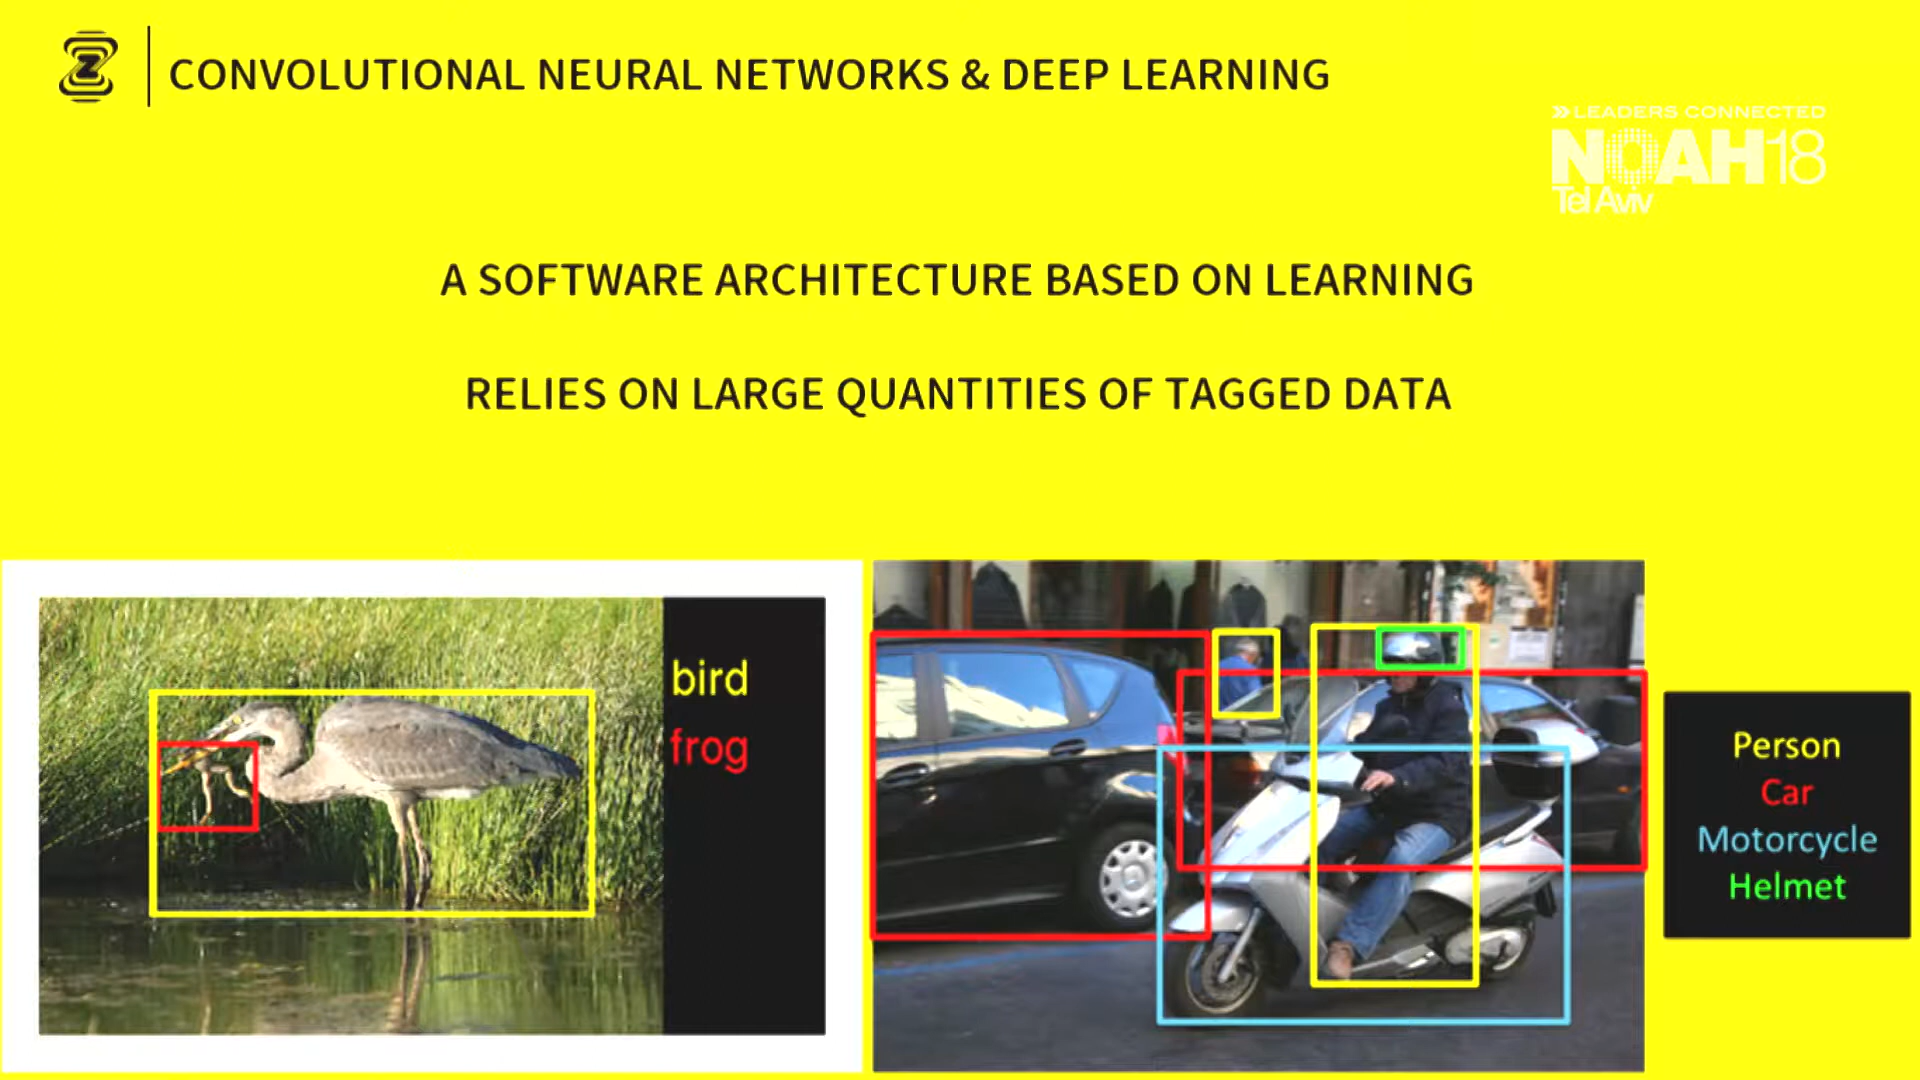 CONVOLUTIONAL NEURAL NETWORKS & DEEP LEARNING
LEADERS CONNECTED
NOAH18
Tel Aviv
A SOFTWARE ARCHITECTURE BASED ON LEARNING
RELIES ON LARGE QUANTITIES OF TAGGED DATA
bird
frog
Person
Car
Motorcycle
Helmet